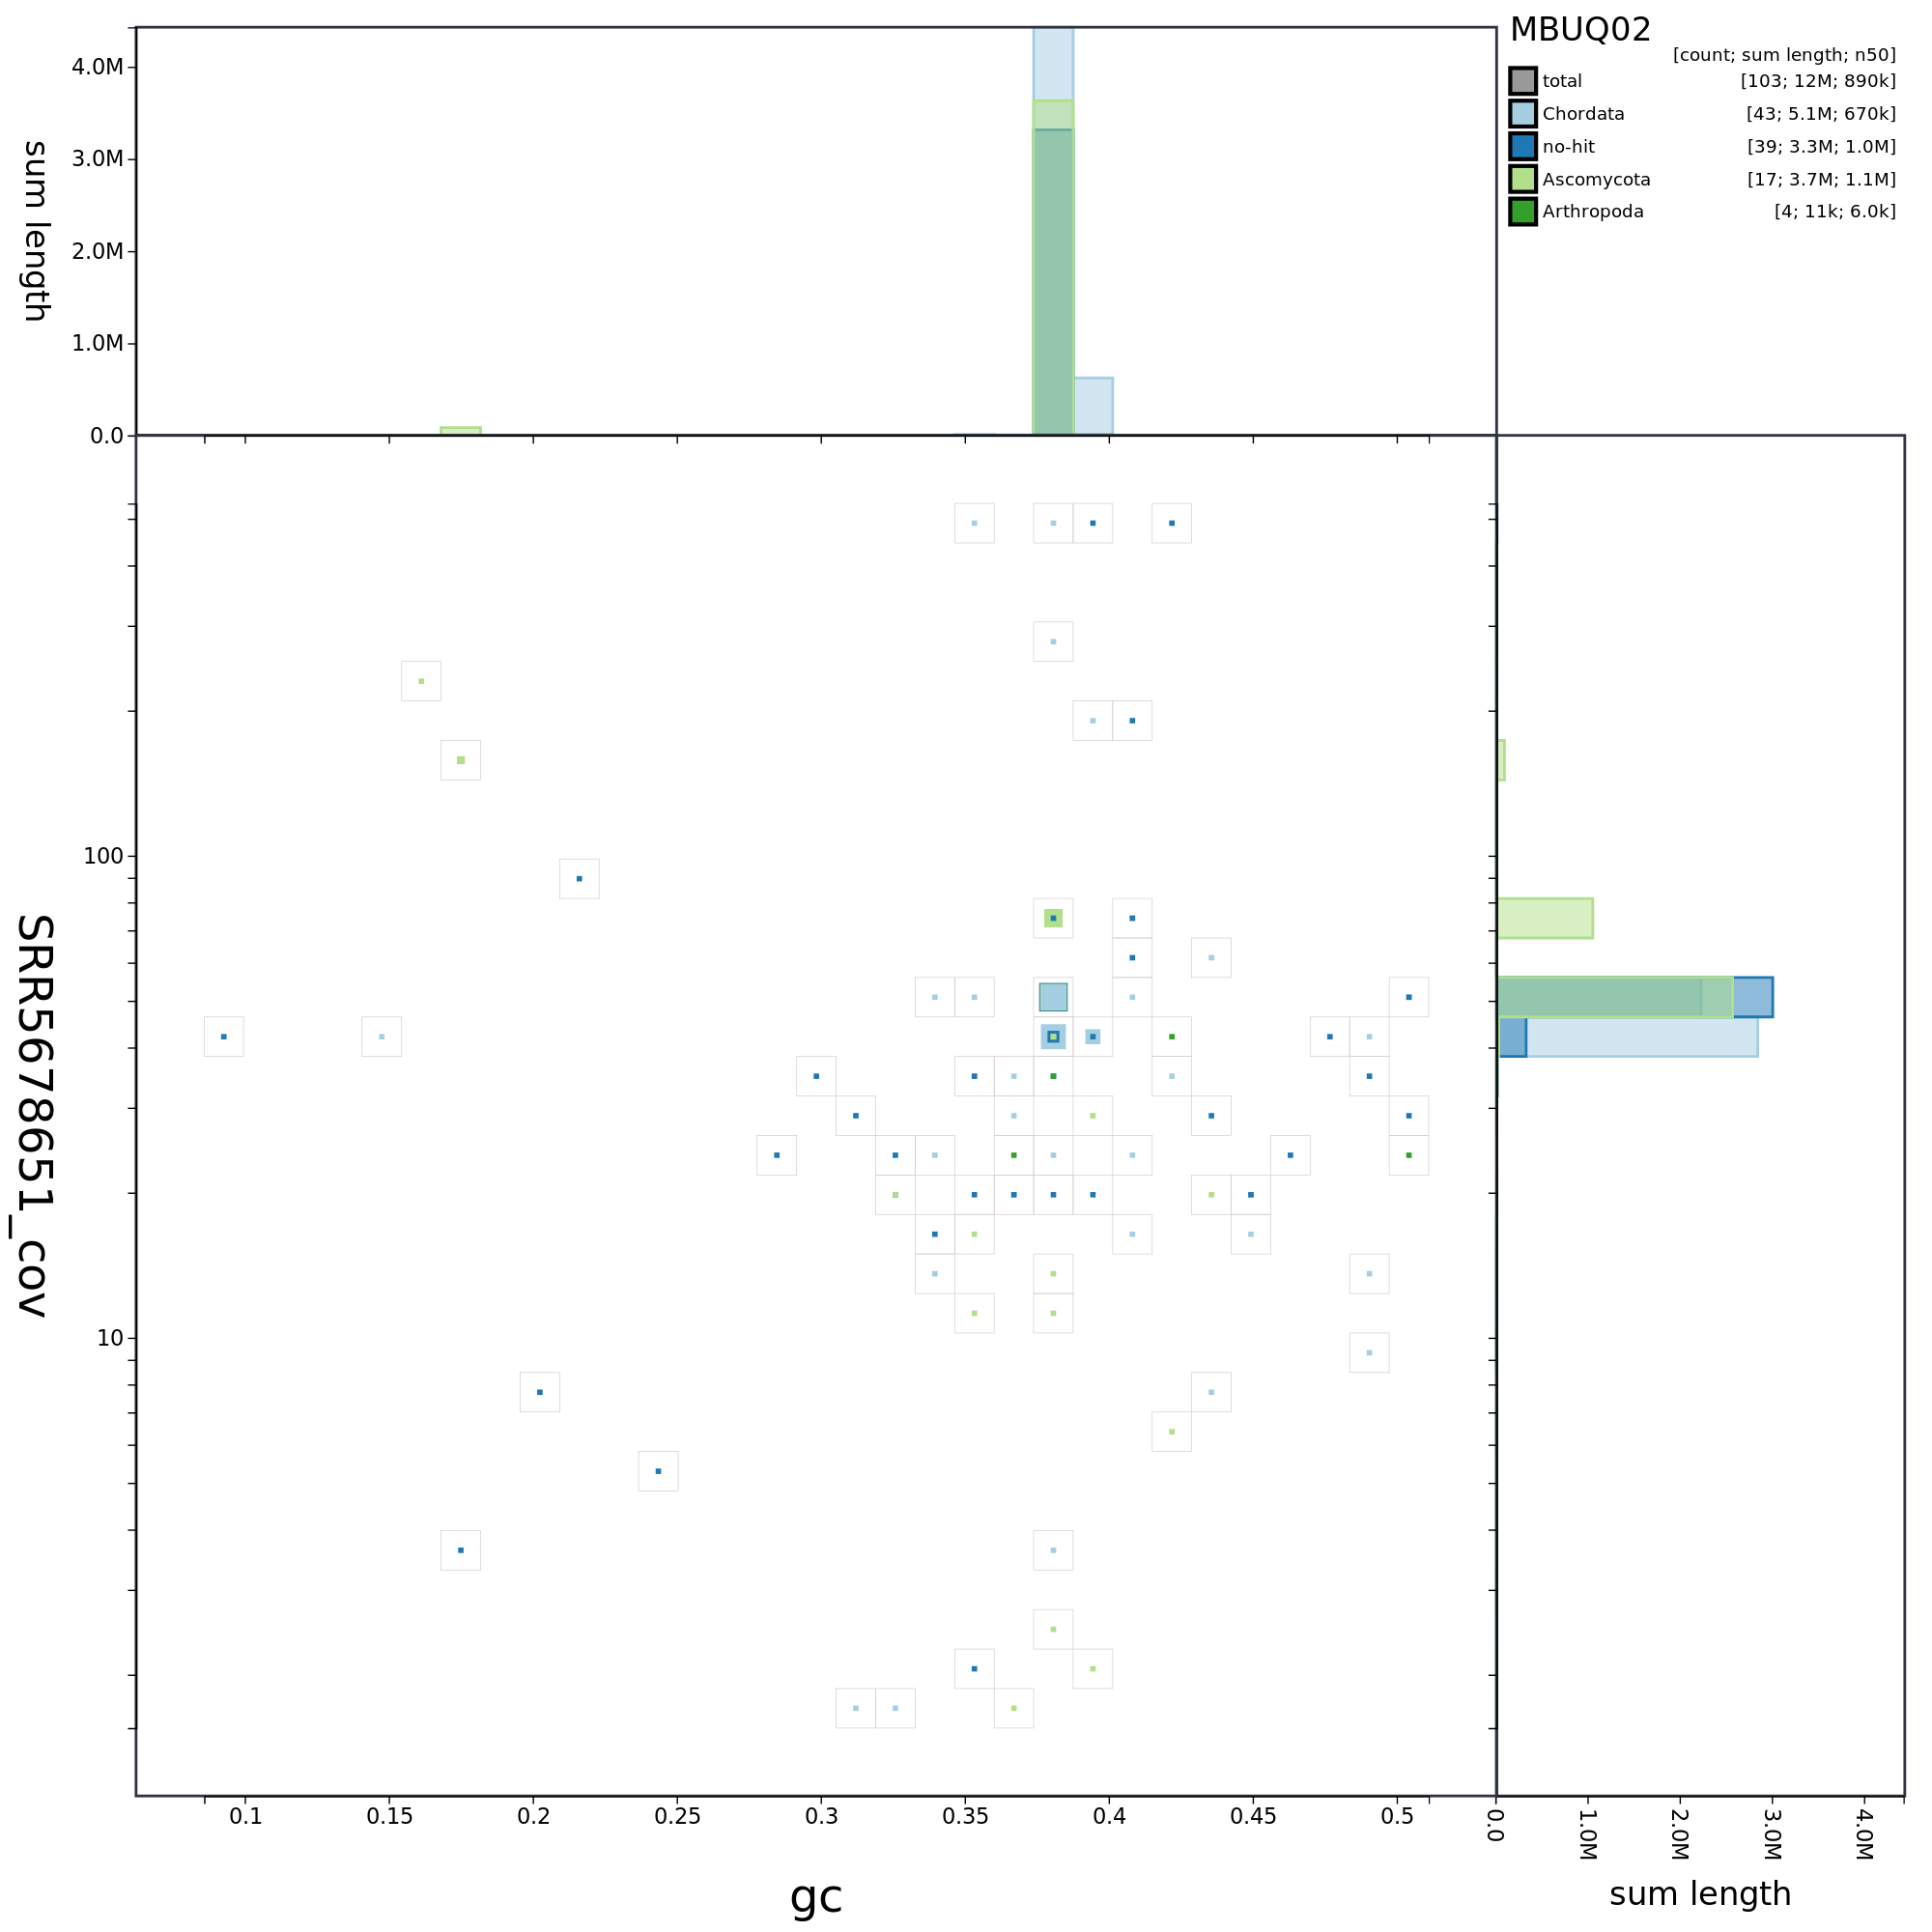 MBUQ02
[count; sum length; n50]
total [103; 12M; 890k]
Chordata [43; 5.1M; 670k]
no-hit [39; 3.3M; 1.0M]
Ascomycota [17; 3.7M; 1.1M]
Arthropoda [4; 11k; 6.0k]
sum length
4.0M
3.0M
2.0M
1.0M
0.0
SRR5678651_cov
100
10
0.1 0.15 0.2 0.25 0.3 0.35 0.4 0.45 0.5
gc
0.0 1.0M 2.0M 3.0M 4.0M
sum length